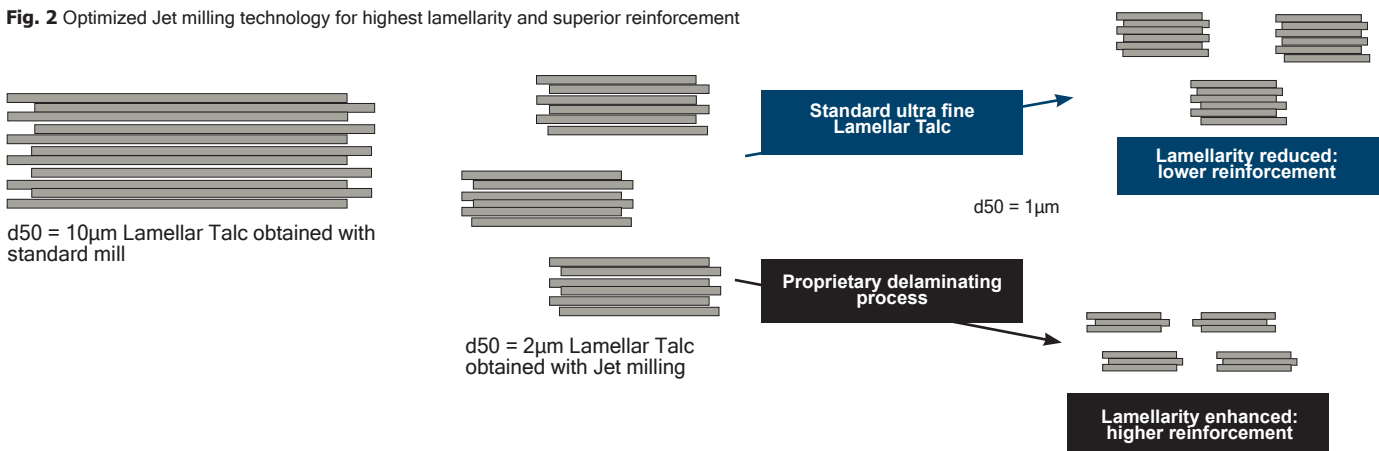 Fig. 2 Optimized Jet milling technology for highest lamellarity and superior reinforcement
d50 = 10µm Lamellar Talc obtained with
standard mill
d50 = 2µm Lamellar Talc
obtained with Jet milling
Standard ultra fine
Lamellar Talc
Lamellarity reduced:
lower reinforcement
d50 = 1µm
Proprietary delaminating
process
Lamellarity enhanced:
higher reinforcement